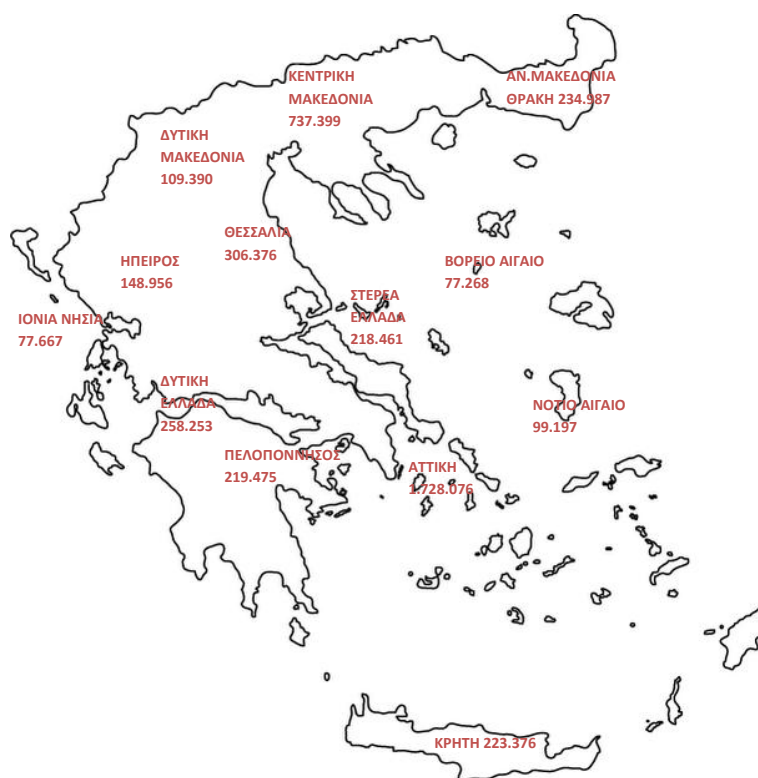 ΚΕΝΤΡΙΚΗ
ΜΑΚΕΔΟΝΙΑ
737.399
ΑΝ.ΜΑΚΕΔΟΝΙΑ
ΘΡΑΚΗ 234.987
ΔΥΤΙΚΗ
ΜΑΚΕΔΟΝΙΑ
109.390
ΘΕΣΣΑΛΙΑ
306.376
ΗΠΕΙΡΟΣ
148.956
ΒΟΡΕΙΟ ΑΙΓΑΙΟ
77.268
ΣΤΕΡΕΑ
ΕΛΛΑΔΑ
218.461
ΙΟΝΙΑ ΝΗΣΙΑ
77.667
ΔΥΤΙΚΗ
ΕΛΛΑΔΑ
258.253
ΝΟΤΙΟ ΑΙΓΑΙΟ
99.197
ΠΕΛΟΠΟΝΝΗΣΟΣ
219.475
ΑΤΤΙΚΗ
1.728.076
ΚΡΗΤΗ 223.376